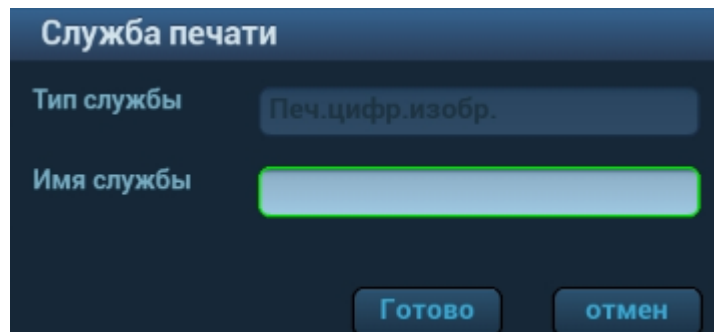 Служба печати
Тип службы
Печ.цифр.изобр.
Имя службы
Готово
отмен